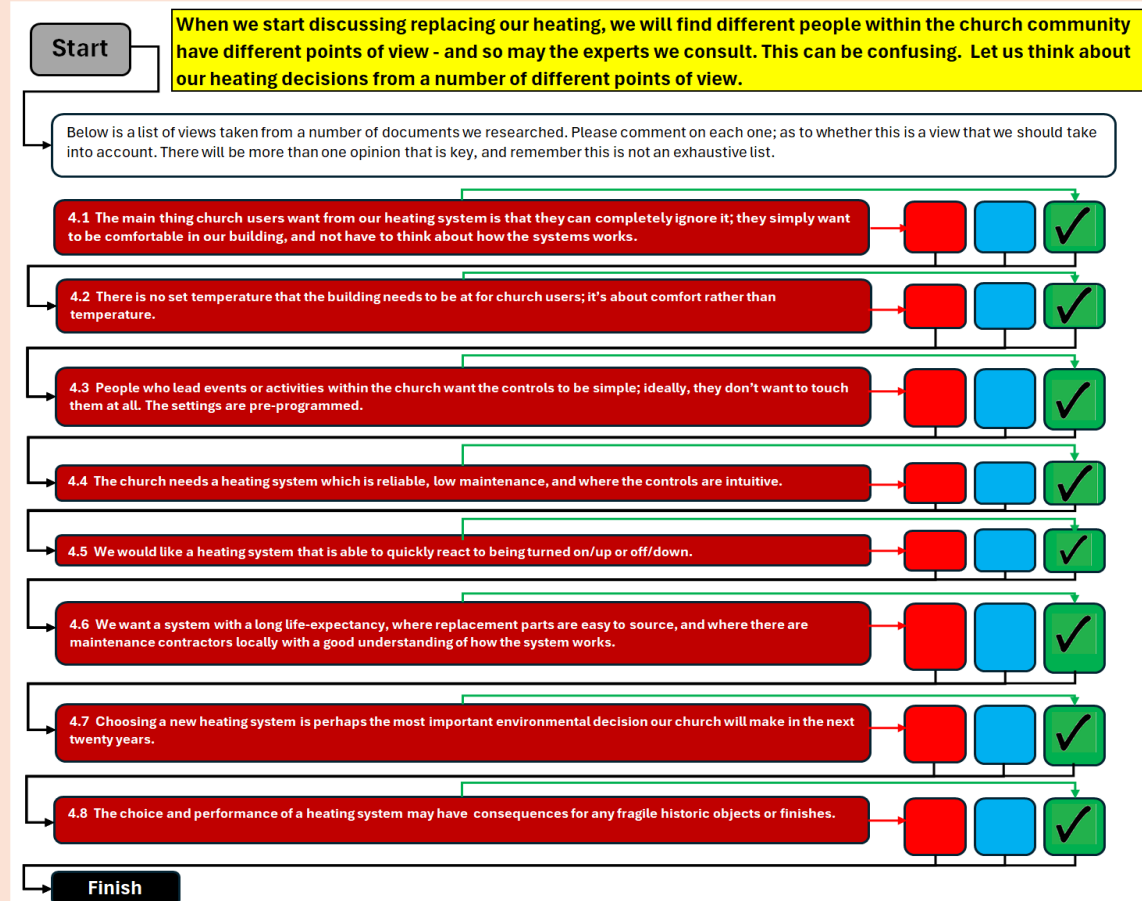 Start
When we start discussing replacing our heating, we will find different people within the church community
have different points of view - and so may the experts we consult. This can be confusing. Let us think about
our heating decisions from a number of different points of view.
Below is a list of views taken from a number of documents we researched. Please comment on each one; as to whether this is a view that we should take
into account. There will be more than one opinion that is key, and remember this is not an exhaustive list.
4.1 The main thing church users want from our heating system is that they can completely ignore it; they simply want
to be comfortable in our building, and not have to think about how the systems works.
4.2 There is no set temperature that the building needs to be at for church users; it's about comfort rather than
temperature.
4.3 People who lead events or activities within the church want the controls to be simple; ideally, they don't want to touch
them at all. The settings are pre-programmed.
4.4 The church needs a heating system which is reliable, low maintenance, and where the controls are intuitive.
4.5 We would like a heating system that is able to quickly react to being turned on/up or off/down.
4.6 We want a system with a long life-expectancy, where replacement parts are easy to source, and where there are
maintenance contractors locally with a good understanding of how the system works.
4.7 Choosing a new heating system is perhaps the most important environmental decision our church will make in the next
twenty years.
4.8 The choice and performance of a heating system may have consequences for any fragile historic objects or finishes.
Finish